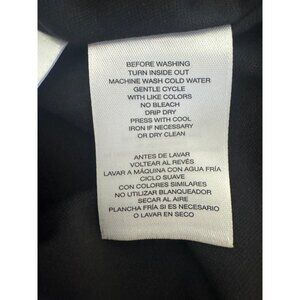 BEFORE WASHING
TURN INSIDE OUT
MACHINE WASH COLD WATER
GENTLE CYCLE
WITH LIKE COLORS
NO BLEACH
DRIP DRY
PRESS WITH COOL
IRON IF NECESSARY
OR DRY CLEAN
ANTES DE LAVAR
VOLTEAR AL REVÉS
LAVAR A MÁQUINA CON AGUA FRÍA
CICLO SUAVE
CON COLORES SIMILARES
NO UTILIZAR BLANQUEADOR
SECAR AL AIRE
PLANCHA FRÍA SI ES NECESARIO
O LAVAR EN SECO